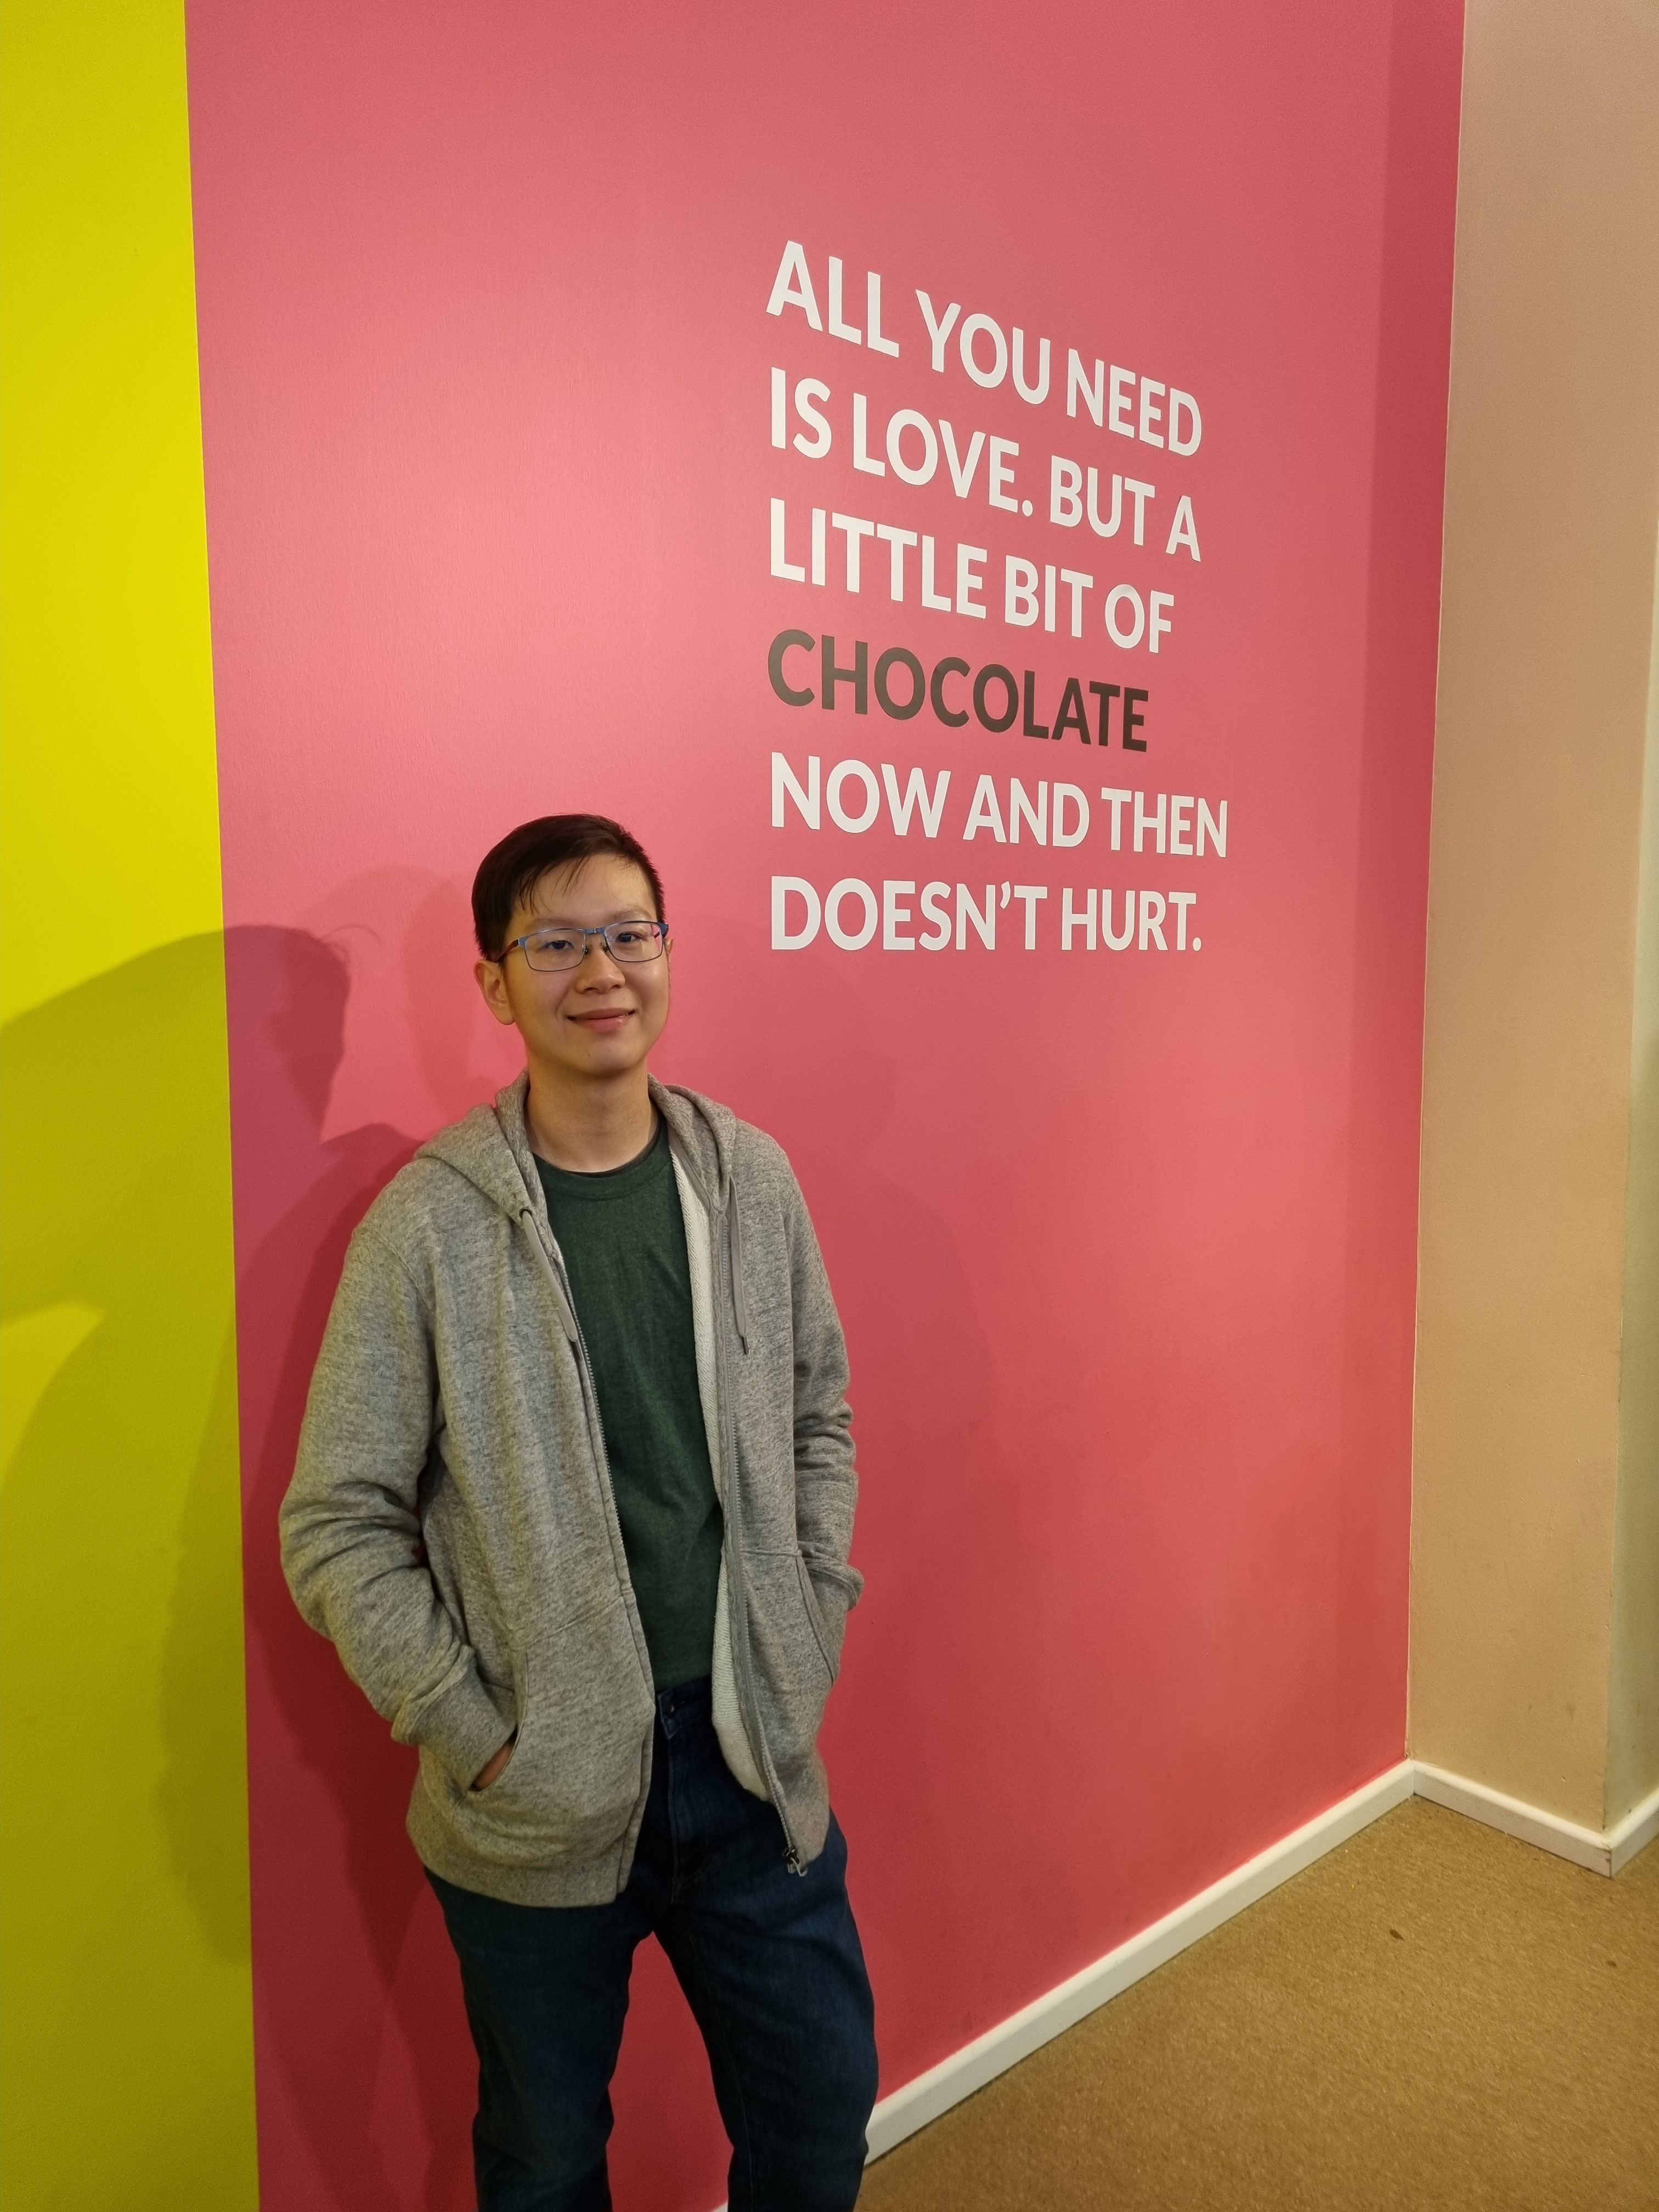 ALL YOU NEED
IS LOVE. BUT A
LITTLE BIT OF
CHOCOLATE
NOW AND THEN
DOESN'T HURT.